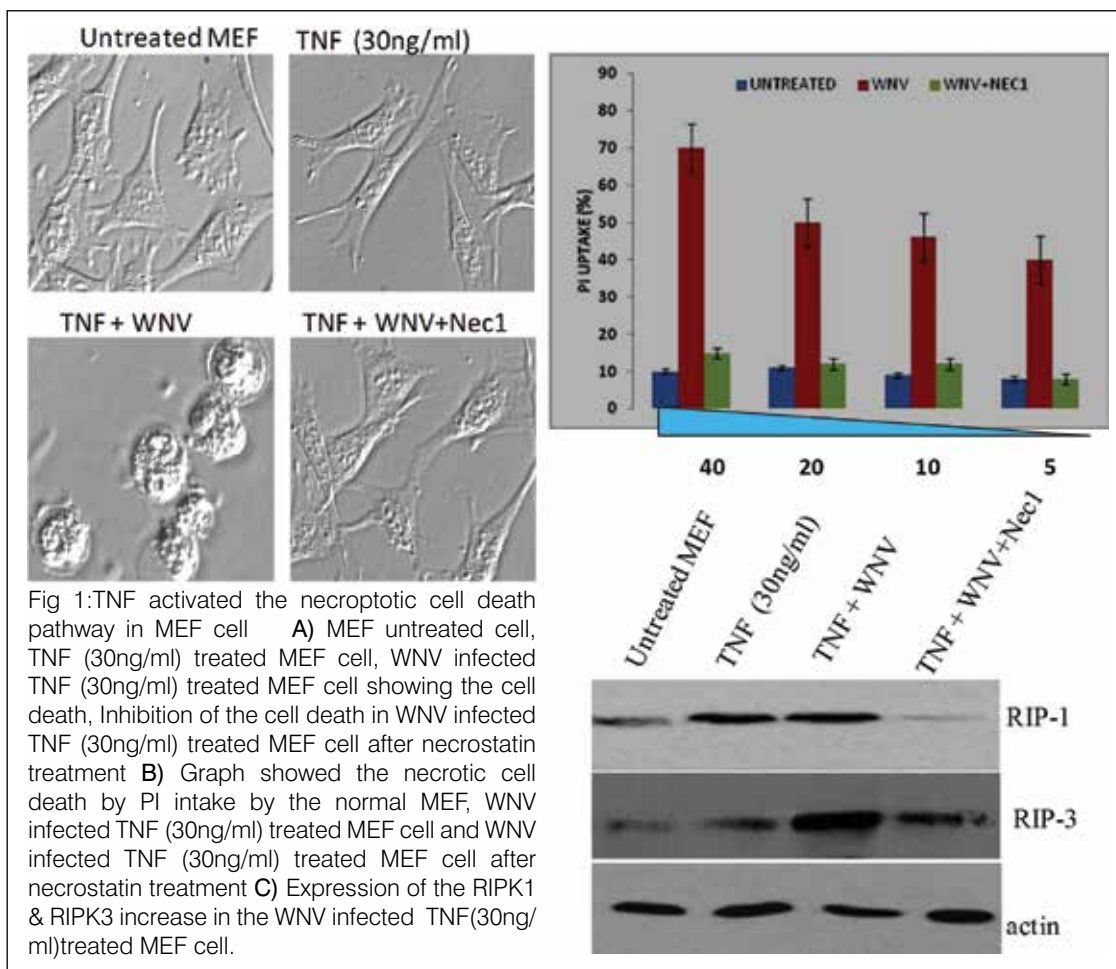 Untreated MEF
TNF (30ng/ml)
TNF + WNV
TNF + WNV+Nec1
90
80
70
60
50
40
30
20
10
0
PI UPTAKE (%)
UNTREATED
WNV
WNV+NEC1
40
20
10
5
Untreated MEF
TNF (30ng/ml)
TNF + WNV
TNF + WNV+Nec1
RIP-1
RIP-3
actin
Fig 1:TNF activated the necroptotic cell death
pathway in MEF cell A) MEF untreated cell,
TNF (30ng/ml) treated MEF cell, WNV infected
TNF (30ng/ml) treated MEF cell showing the cell
death, Inhibition of the cell death in WNV infected
TNF (30ng/ml) treated MEF cell after necrostatin
treatment B) Graph showed the necrotic cell
death by PI intake by the normal MEF, WNV
infected TNF (30ng/ml) treated MEF cell and WNV
infected TNF (30ng/ml) treated MEF cell after
necrostatin treatment C) Expression of the RIPK1
& RIPK3 increase in the WNV infected TNF(30ng/
ml)treated MEF cell.